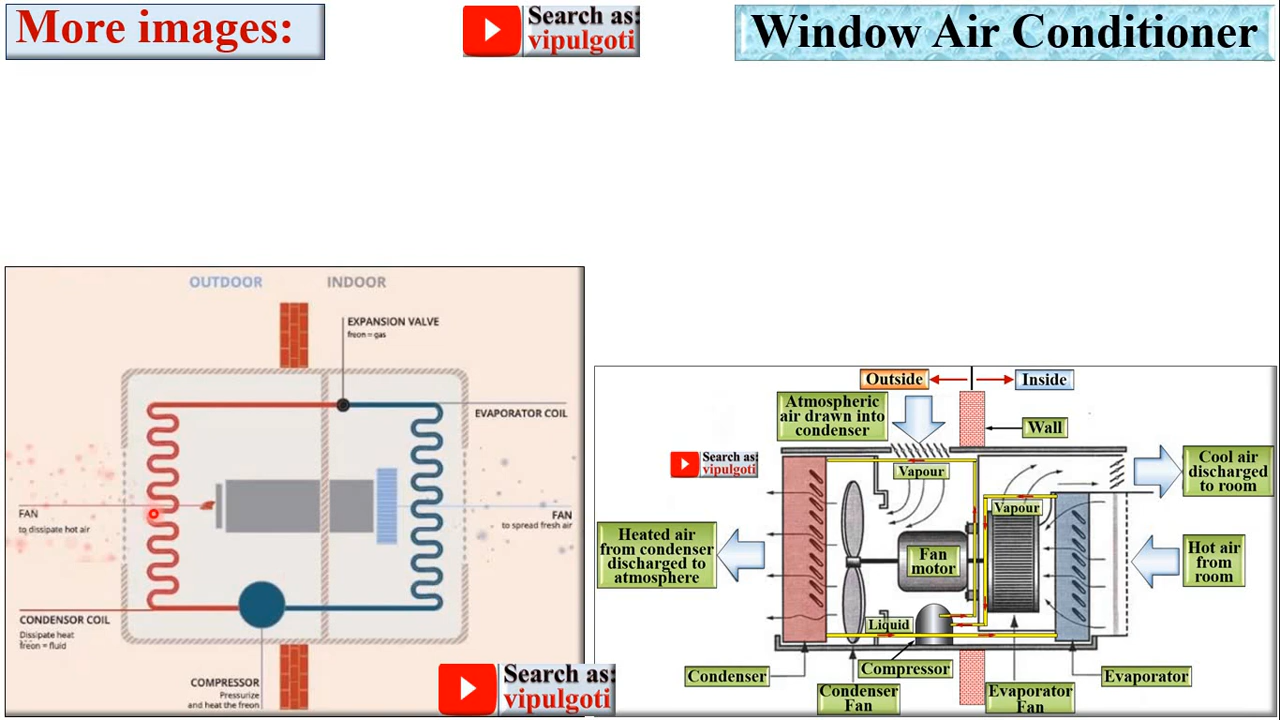 More images:
Search as:
vipulgoti
Window Air Conditioner
OUTDOOR
INDOOR
EXPANSION VALVE
freon = gas
EVAPORATOR COIL
FAN
to dissipate hot air
FAN
to spread fresh air
CONDENSOR COIL
Dissipate heat
freon = fluid
COMPRESSOR
Pressurize
and heat the freon
Search as:
vipulgoti
Outside
Inside
Atmospheric
air drawn into
condenser
Wall
Search as:
vipulgoti
Vapour
Cool air
discharged
to room
Vapour
Heated air
from condenser
discharged to
atmosphere
Fan
motor
Hot air
from
room
Liquid
Compressor
Condenser
Condenser
Fan
Evaporator
Fan
Evaporator